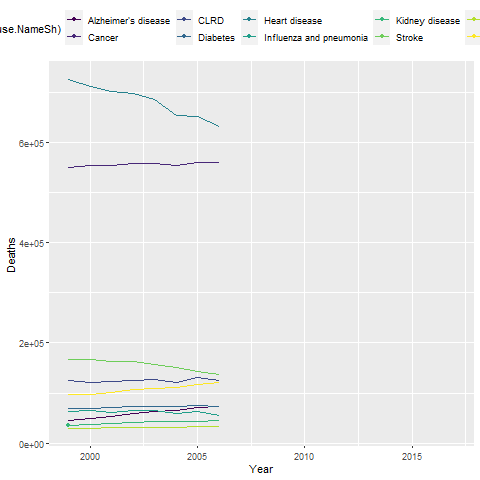 use.NameSh)
Alzheimer's disease CLRD Heart disease Kidney disease
Cancer Diabetes Influenza and pneumonia Stroke
6e+05
4e+05
2e+05
0e+00
Deaths
2000 2005 2010 2015
Year